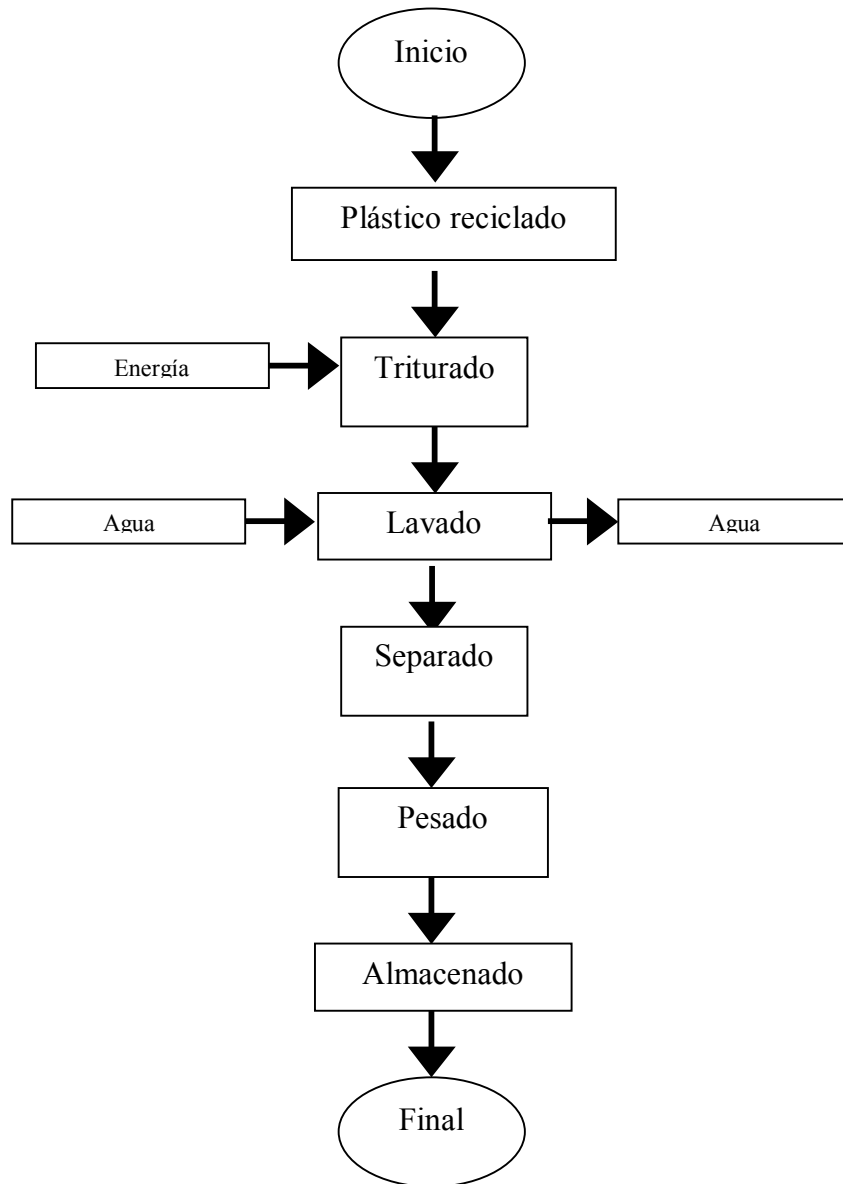 Inicio
Plástico reciclado
Energía
Triturado
Agua
Lavado
Agua
Separado
Pesado
Almacenado
Final